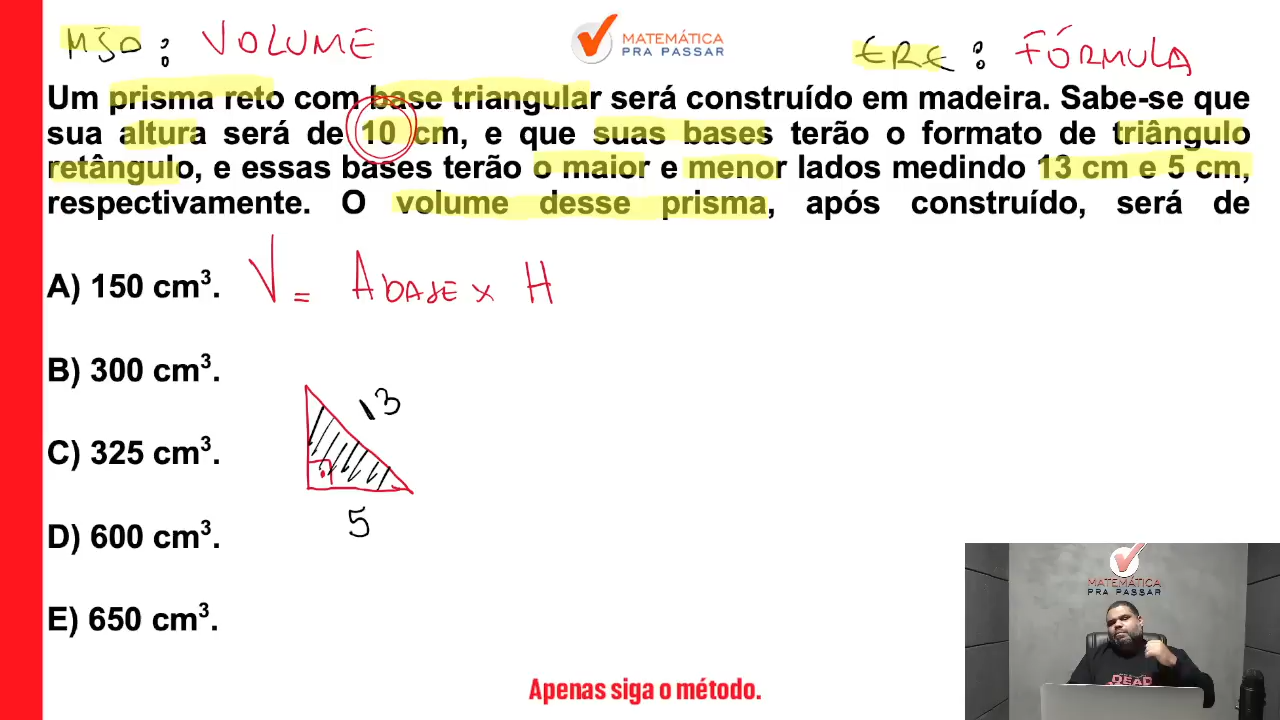 MJD : VOLUME
MATEMÁTICA
PRA PASSAR
: FÓRMULA
Um prisma reto com base triangular será construído em madeira. Sabe-se que
sua altura será de 10 cm, e que suas bases terão o formato de triângulo
retângulo, e essas bases terão o maior e menor lados medindo 13 cm e 5 cm,
respectivamente. O volume desse prisma, após construído, será de
A) 150 cm³.
V = A BASE x H
B) 300 cm³.
13
C) 325 cm³.
5
D) 600 cm³.
MATEMÁTICA
PRA PASSAR
E) 650 cm³.
Apenas siga o método.